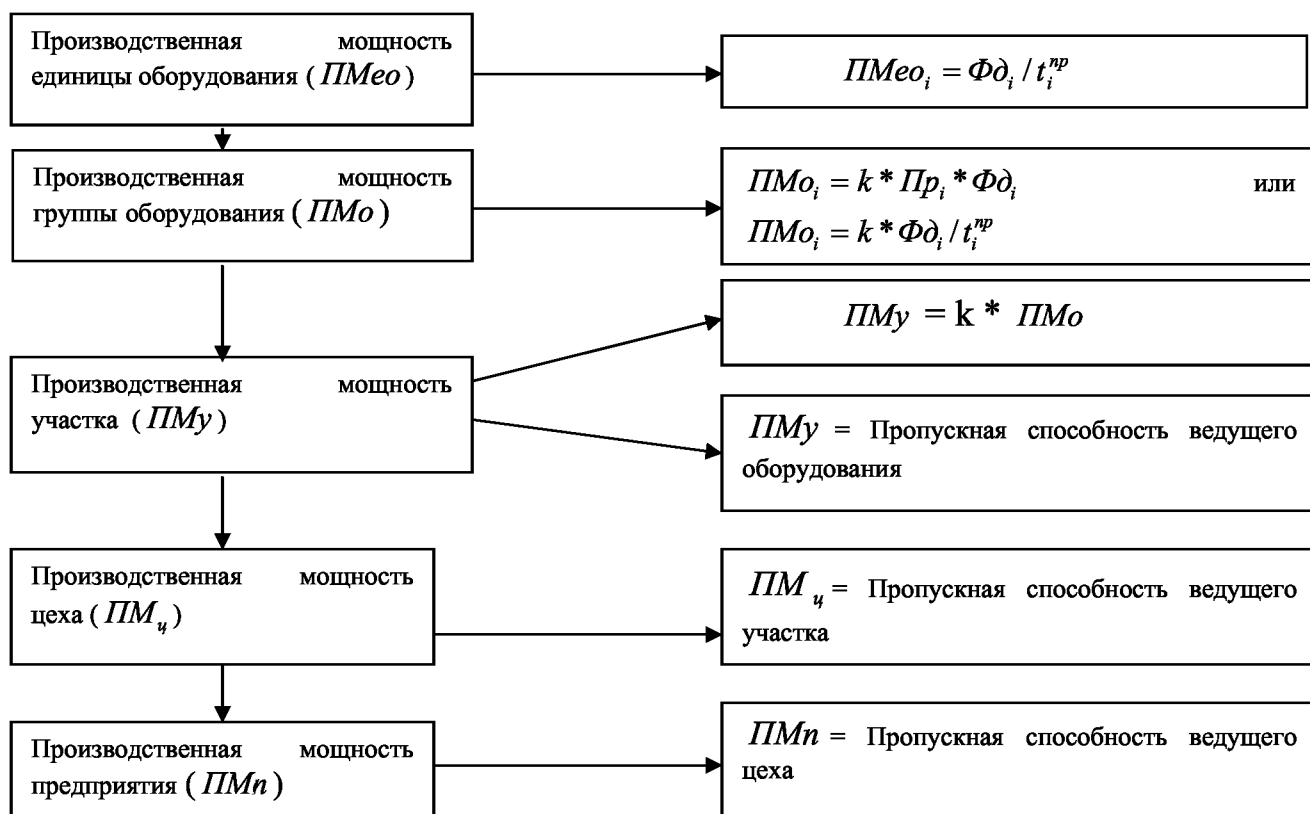 Производственная мощность
единицы оборудования ( ПМео)
ПМео_i = Фд_i / t_i^пр
Производственная мощность
группы оборудования ( ПМо)
ПМо_i = k * Пр_i * Фд_i или
ПМо_i = k * Фд_i / t_i^пр
ПМу = k * ПМо
Производственная мощность
участка ( ПМу)
ПМу = Пропускная способность ведущего
оборудования
Производственная мощность
цеха ( ПМ_ц)
ПМ_ц = Пропускная способность ведущего
участка
Производственная мощность
предприятия ( ПМп)
ПМп = Пропускная способность ведущего
цеха